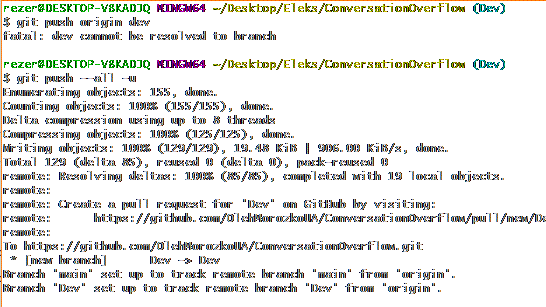 rezer@DESKTOP-V8KADJQ MINGW64 ~/Desktop/Eleks/ConversationOverflow (Dev)
$ git push origin dev
fatal: dev cannot be resolved to branch
rezer@DESKTOP-V8KADJQ MINGW64 ~/Desktop/Eleks/ConversationOverflow (Dev)
$ git push --all -u
Enumerating objects: 155, done.
Counting objects: 100% (155/155), done.
Delta compression using up to 8 threads
Compressing objects: 100% (125/125), done.
Writing objects: 100% (129/129), 19.48 KiB | 906.00 KiB/s, done.
Total 129 (delta 85), reused 0 (delta 0), pack-reused 0
remote: Resolving deltas: 100% (85/85), completed with 19 local objects.
remote:
remote: Create a pull request for 'Dev' on GitHub by visiting:
remote:      https://github.com/OlehMorozkoUA/ConversationOverflow/pull/new/D
remote:
To https://github.com/OlehMorozkoUA/ConversationOverflow.git
 * [new branch]      Dev -> Dev
Branch 'main' set up to track remote branch 'main' from 'origin'.
Branch 'Dev' set up to track remote branch 'Dev' from 'origin'.